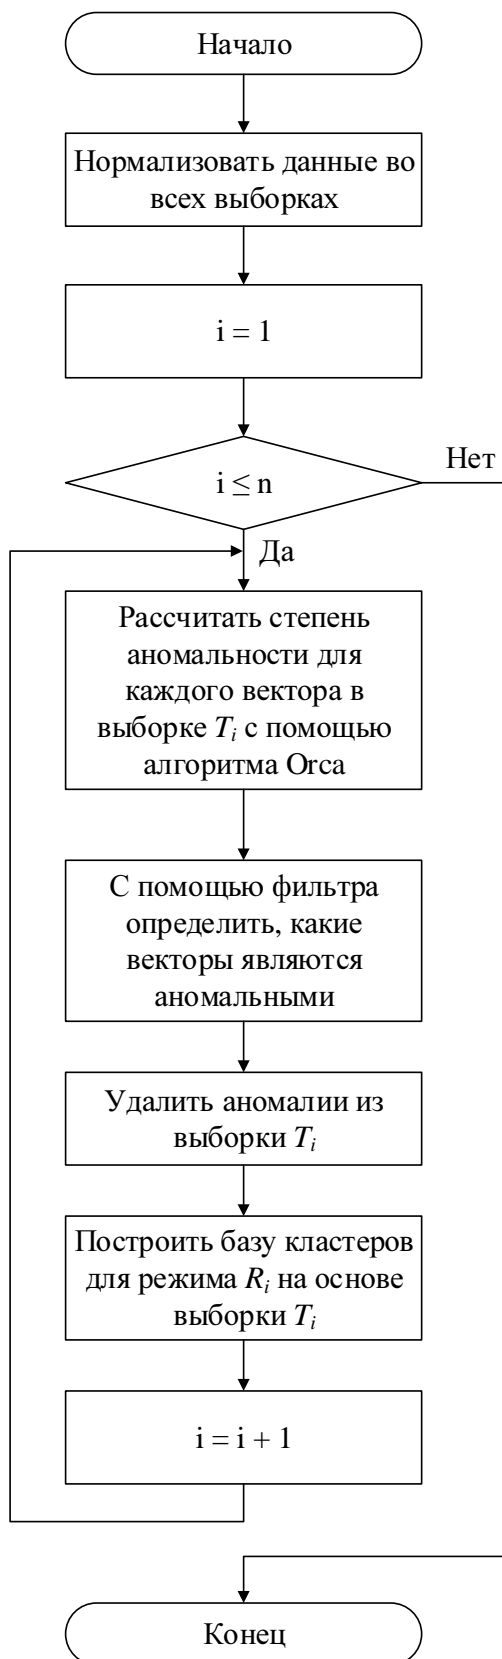 Начало
Нормализовать данные во
всех выборках
i = 1
i ≤ n
Нет
Да
Рассчитать степень
аномальности для
каждого вектора в
выборке Ti с помощью
алгоритма Orca
С помощью фильтра
определить, какие
векторы являются
аномальными
Удалить аномалии из
выборки Ti
Построить базу кластеров
для режима Ri на основе
выборки Ti
i = i + 1
Конец